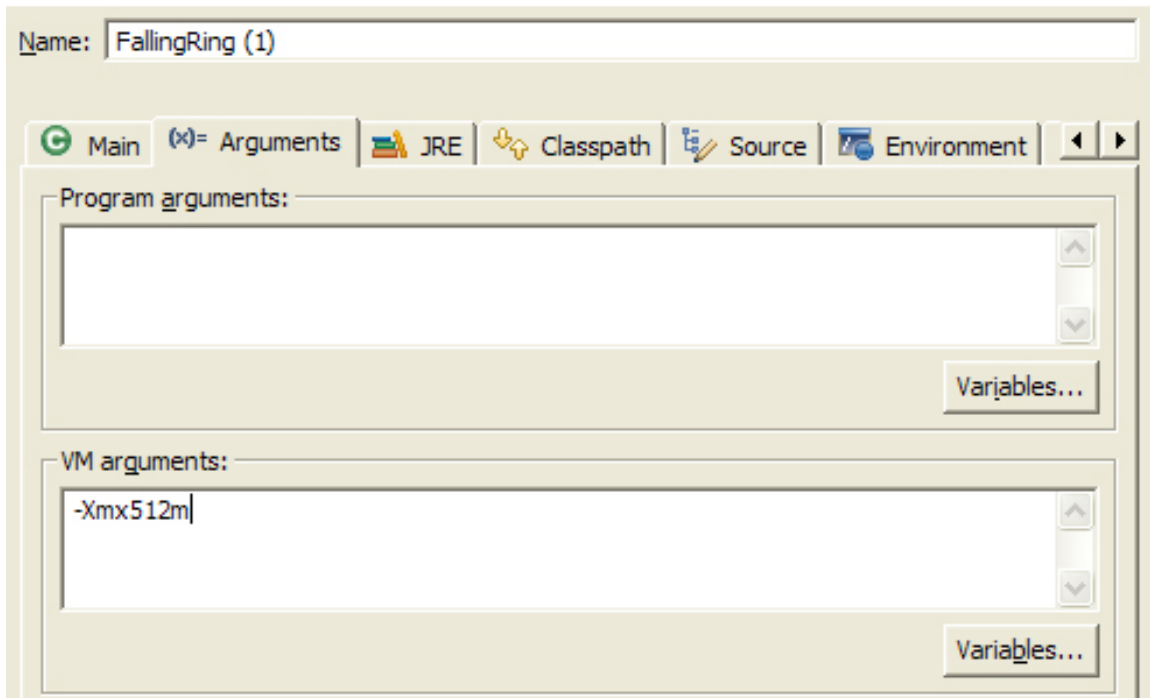 Name: FallingRing (1)
Main (x)= Arguments JRE Classpath Source Environment
Program arguments:
Variables...
VM arguments:
-Xmx512m
Variables...